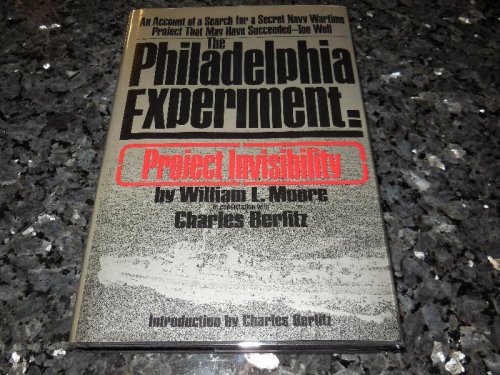 An Account of a Search for a Secret Navy Wartime
Project That May Have Succeeded—Too Well
The
Philadelphia
Experiment:
Project Invisibility
by William L. Moore
in consultation with
Charles Berlitz
Introduction by Charles Berlitz